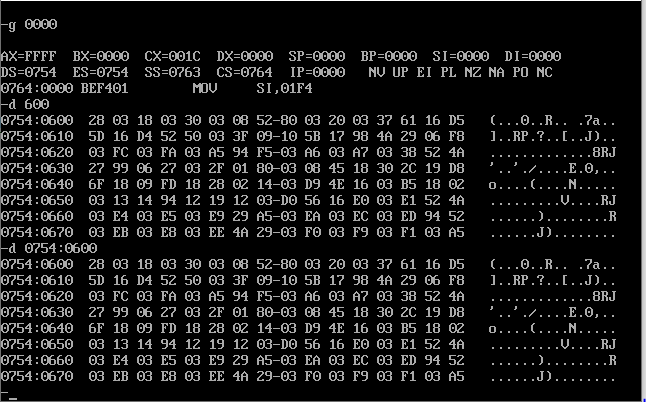 -g 0000
AX=FFFF  BX=0000  CX=001C  DX=0000  SP=0000  BP=0000  SI=0000  DI=0000
DS=0754  ES=0754  SS=0763  CS=0764  IP=0000   NV UP EI PL NZ NA PO NC
0764:0000 BEF401        MOV     SI,01F4
-d 600
0754:0600  28 03 18 03 30 03 08 52-80 03 20 03 37 61 16 D5   (...0..R.. .7a..
0754:0610  5D 16 D4 52 50 03 3F 09-10 5B 17 98 4A 29 06 F8   ]..RP.?..[..J)..
0754:0620  03 FC 03 FA 03 A5 94 F5-03 A6 03 A7 03 38 52 4A   .............8RJ
0754:0630  27 99 06 27 03 2F 01 80-03 08 45 18 30 2C 19 D8   '..'./....E.0,..
0754:0640  6F 18 09 FD 18 28 02 14-03 D9 4E 16 03 B5 18 02   o....(....N.....
0754:0650  03 13 14 94 12 19 12 03-D0 56 16 E0 03 E1 52 4A   .........V....RJ
0754:0660  03 E4 03 E5 03 E9 29 A5-03 EA 03 EC 03 ED 94 52   ......)........R
0754:0670  03 EB 03 E8 03 EE 4A 29-03 F0 03 F9 03 F1 03 A5   ......J)........
-d 0754:0600
0754:0600  28 03 18 03 30 03 08 52-80 03 20 03 37 61 16 D5   (...0..R.. .7a..
0754:0610  5D 16 D4 52 50 03 3F 09-10 5B 17 98 4A 29 06 F8   ]..RP.?..[..J)..
0754:0620  03 FC 03 FA 03 A5 94 F5-03 A6 03 A7 03 38 52 4A   .............8RJ
0754:0630  27 99 06 27 03 2F 01 80-03 08 45 18 30 2C 19 D8   '..'./....E.0,..
0754:0640  6F 18 09 FD 18 28 02 14-03 D9 4E 16 03 B5 18 02   o....(....N.....
0754:0650  03 13 14 94 12 19 12 03-D0 56 16 E0 03 E1 52 4A   .........V....RJ
0754:0660  03 E4 03 E5 03 E9 29 A5-03 EA 03 EC 03 ED 94 52   ......)........R
0754:0670  03 EB 03 E8 03 EE 4A 29-03 F0 03 F9 03 F1 03 A5   ......J)........
-_